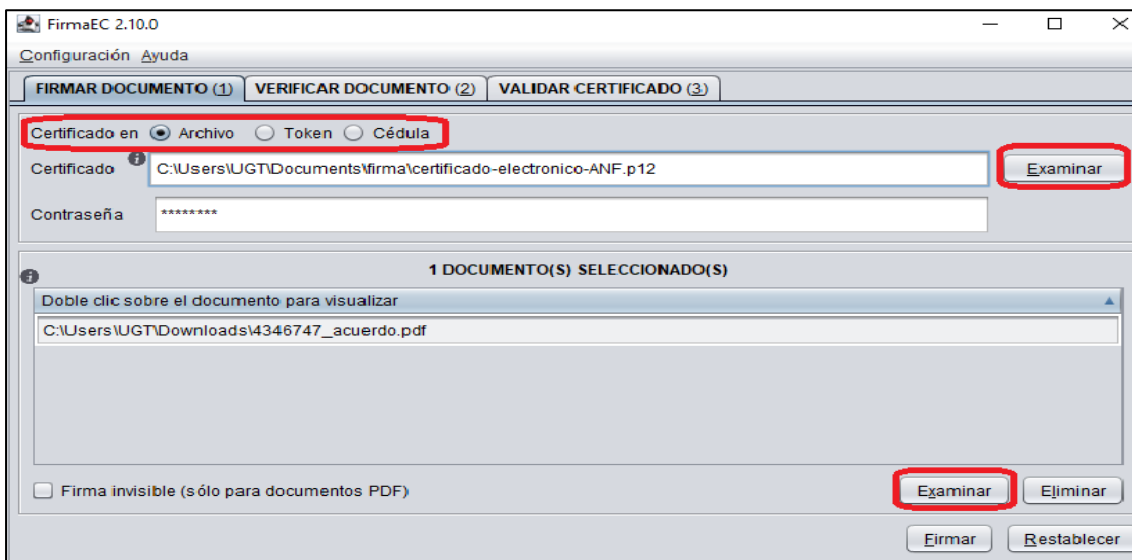 FirmaEC 2.10.0
Configuración Ayuda
FIRMAR DOCUMENTO (1) VERIFICAR DOCUMENTO (2) VALIDAR CERTIFICADO (3)
Certificado en Archivo Token Cédula
Certificado C:\Users\UGT\Documents\firma\certificado-electronico-ANF.p12 Examinar
Contraseña ********
1 DOCUMENTO(S) SELECCIONADO(S)
Doble clic sobre el documento para visualizar
C:\Users\UGT\Downloads\4346747_acuerdo.pdf
Firma invisible (sólo para documentos PDF) Examinar Eliminar
Firmar Restablecer